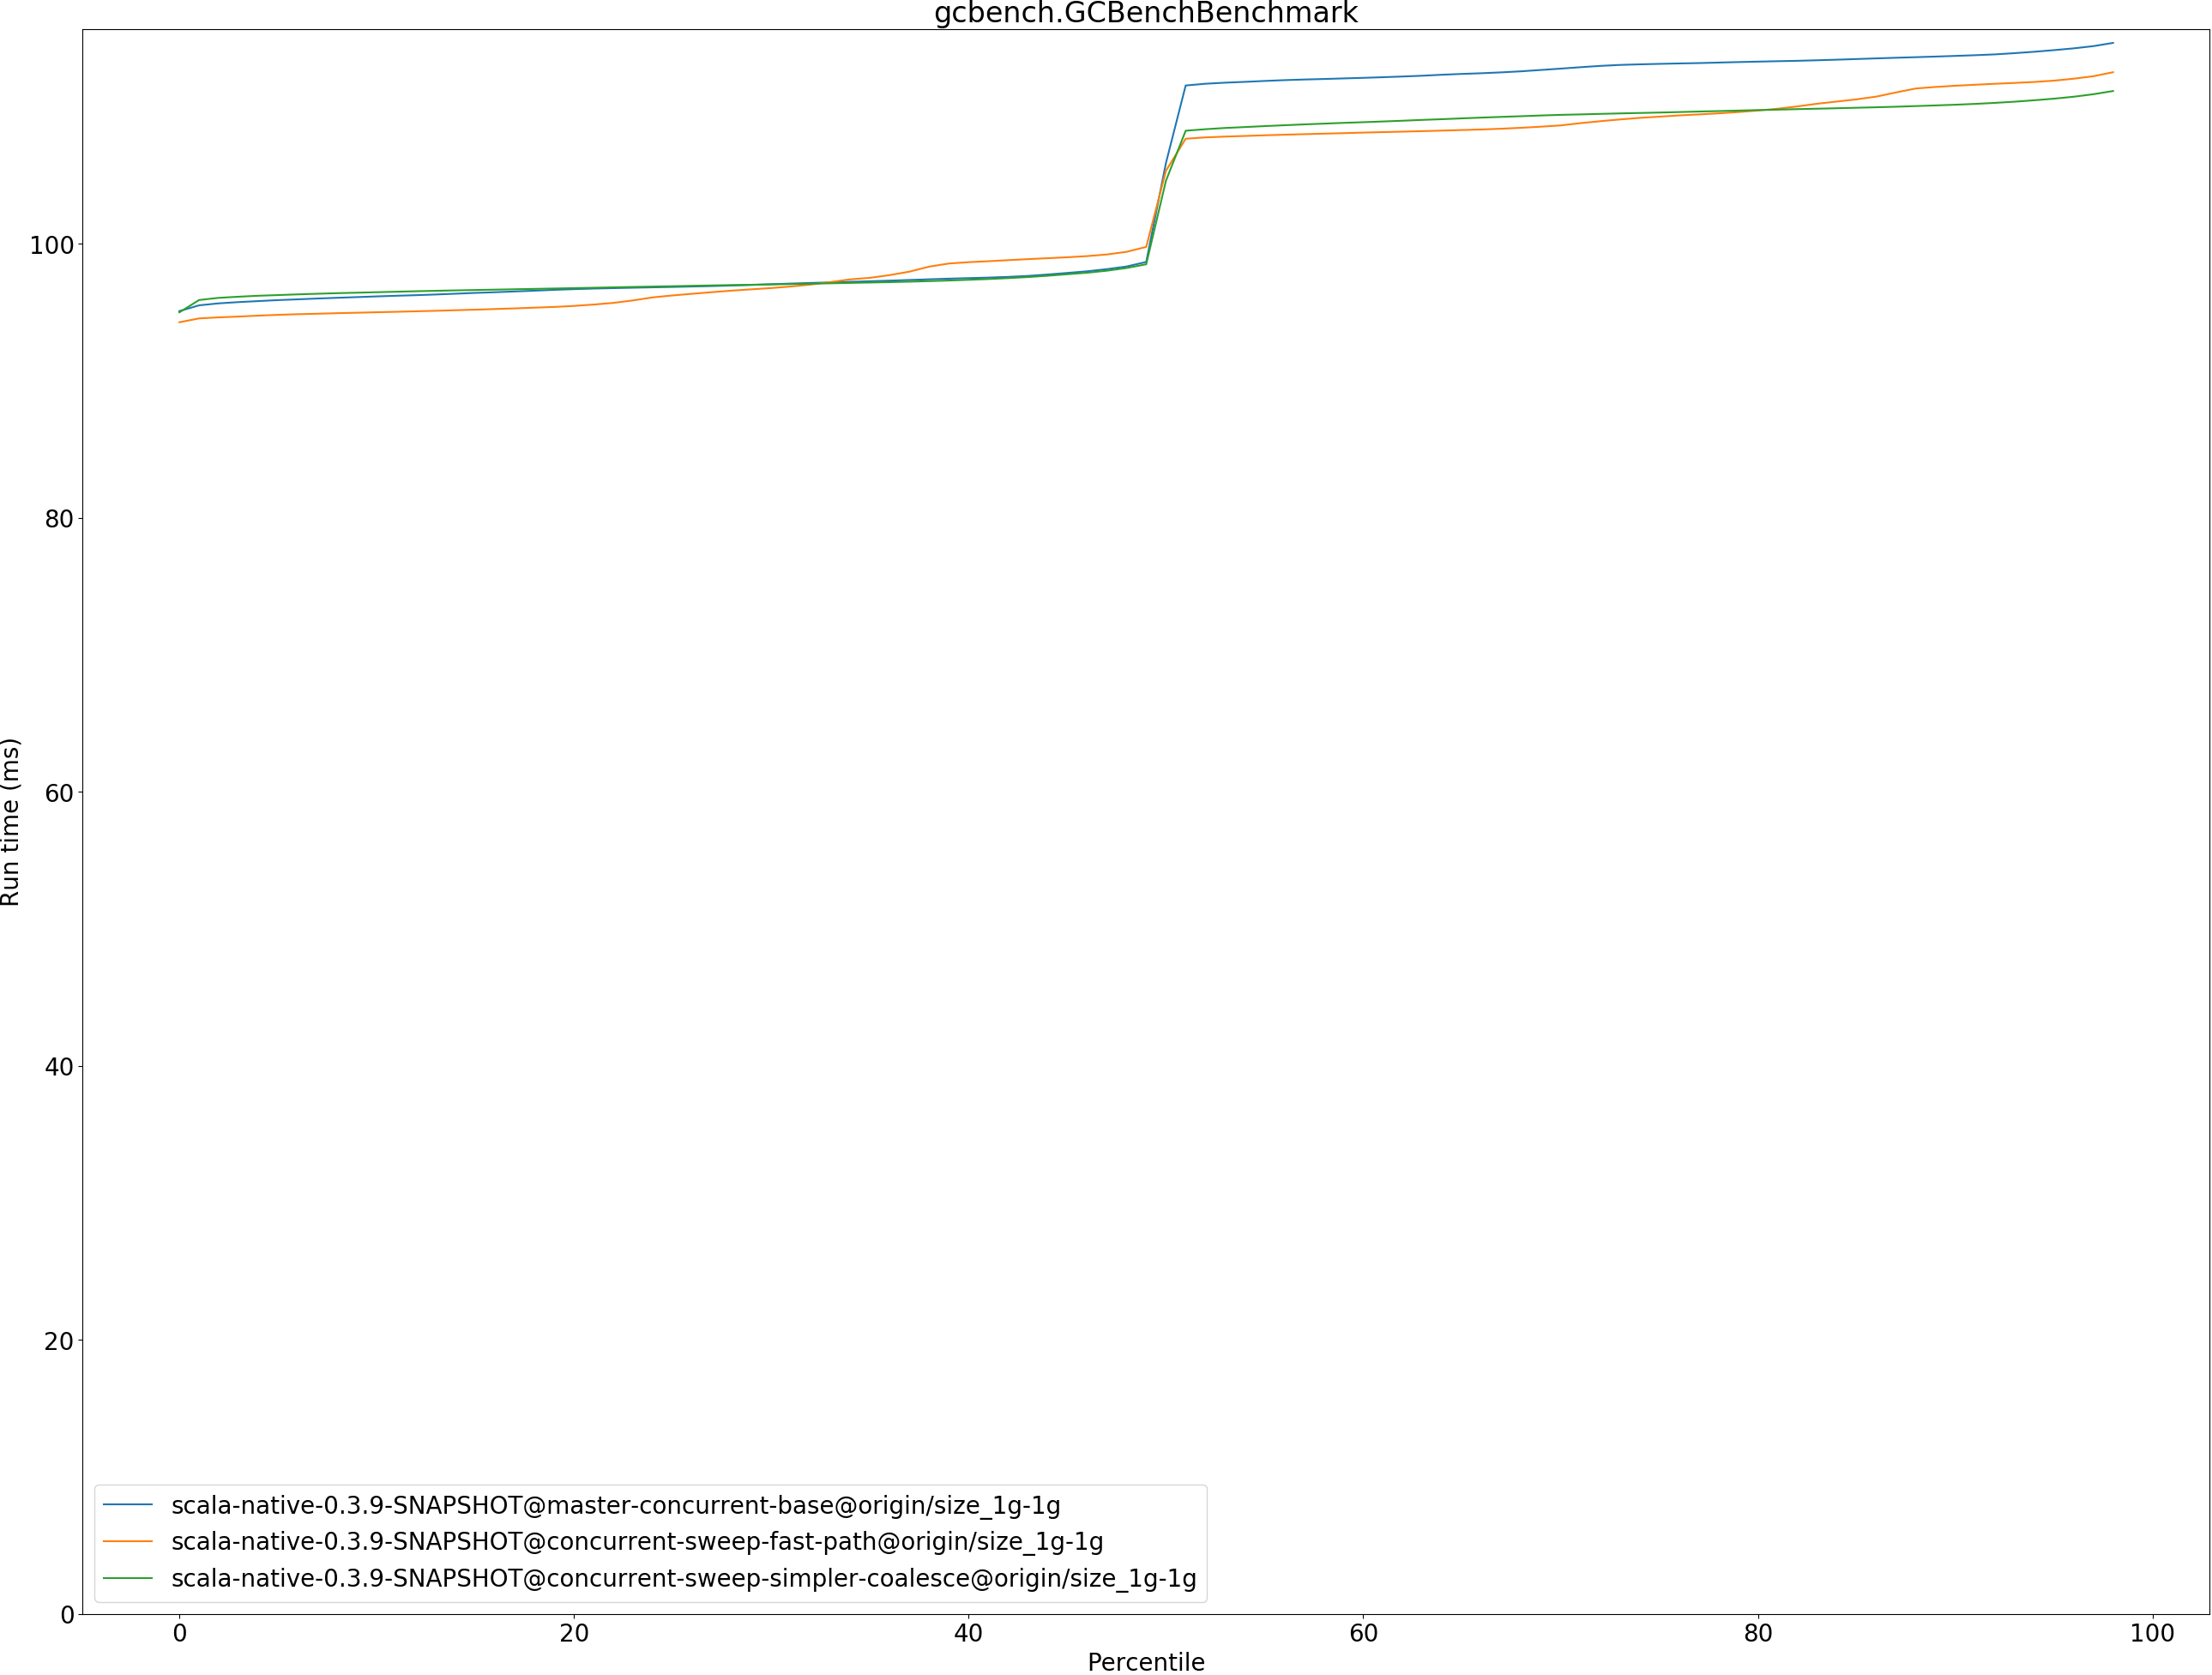 gcbench.GCBenchBenchmark
Run time (ms)
100
80
60
40
20
0
scala-native-0.3.9-SNAPSHOT@master-concurrent-base@origin/size_1g-1g
scala-native-0.3.9-SNAPSHOT@concurrent-sweep-fast-path@origin/size_1g-1g
scala-native-0.3.9-SNAPSHOT@concurrent-sweep-simpler-coalesce@origin/size_1g-1g
0 20 40 60 80 100
Percentile